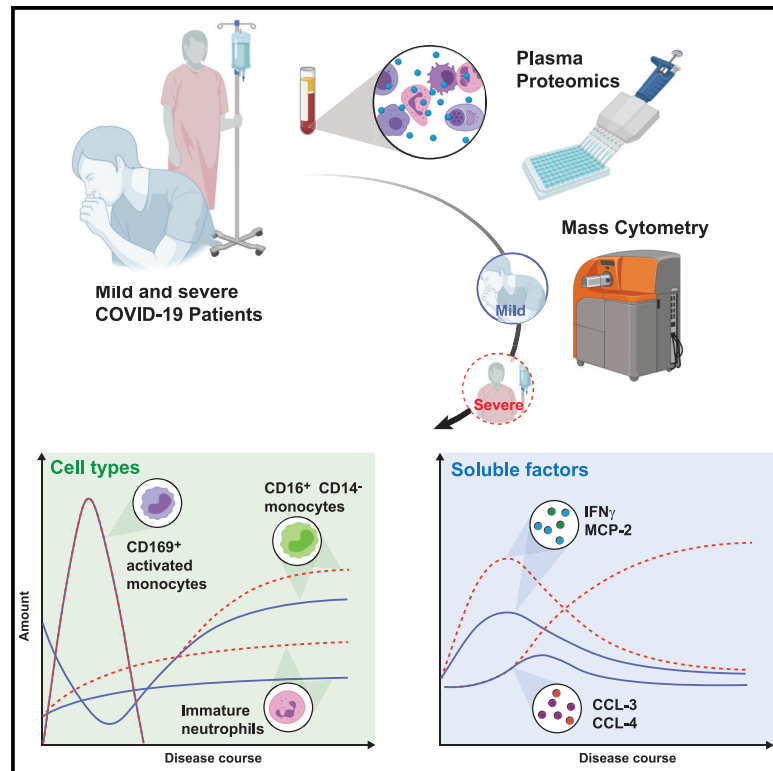 Plasma
Proteomics
Mass Cytometry
Mild and severe
COVID-19 Patients
Mild
Severe
Cell types
CD16+ CD14-
monocytes
CD169+
activated
monocytes
Immature
neutrophils
Amount
Disease course
Soluble factors
IFNγ
MCP-2
CCL-3
CCL-4
Disease course